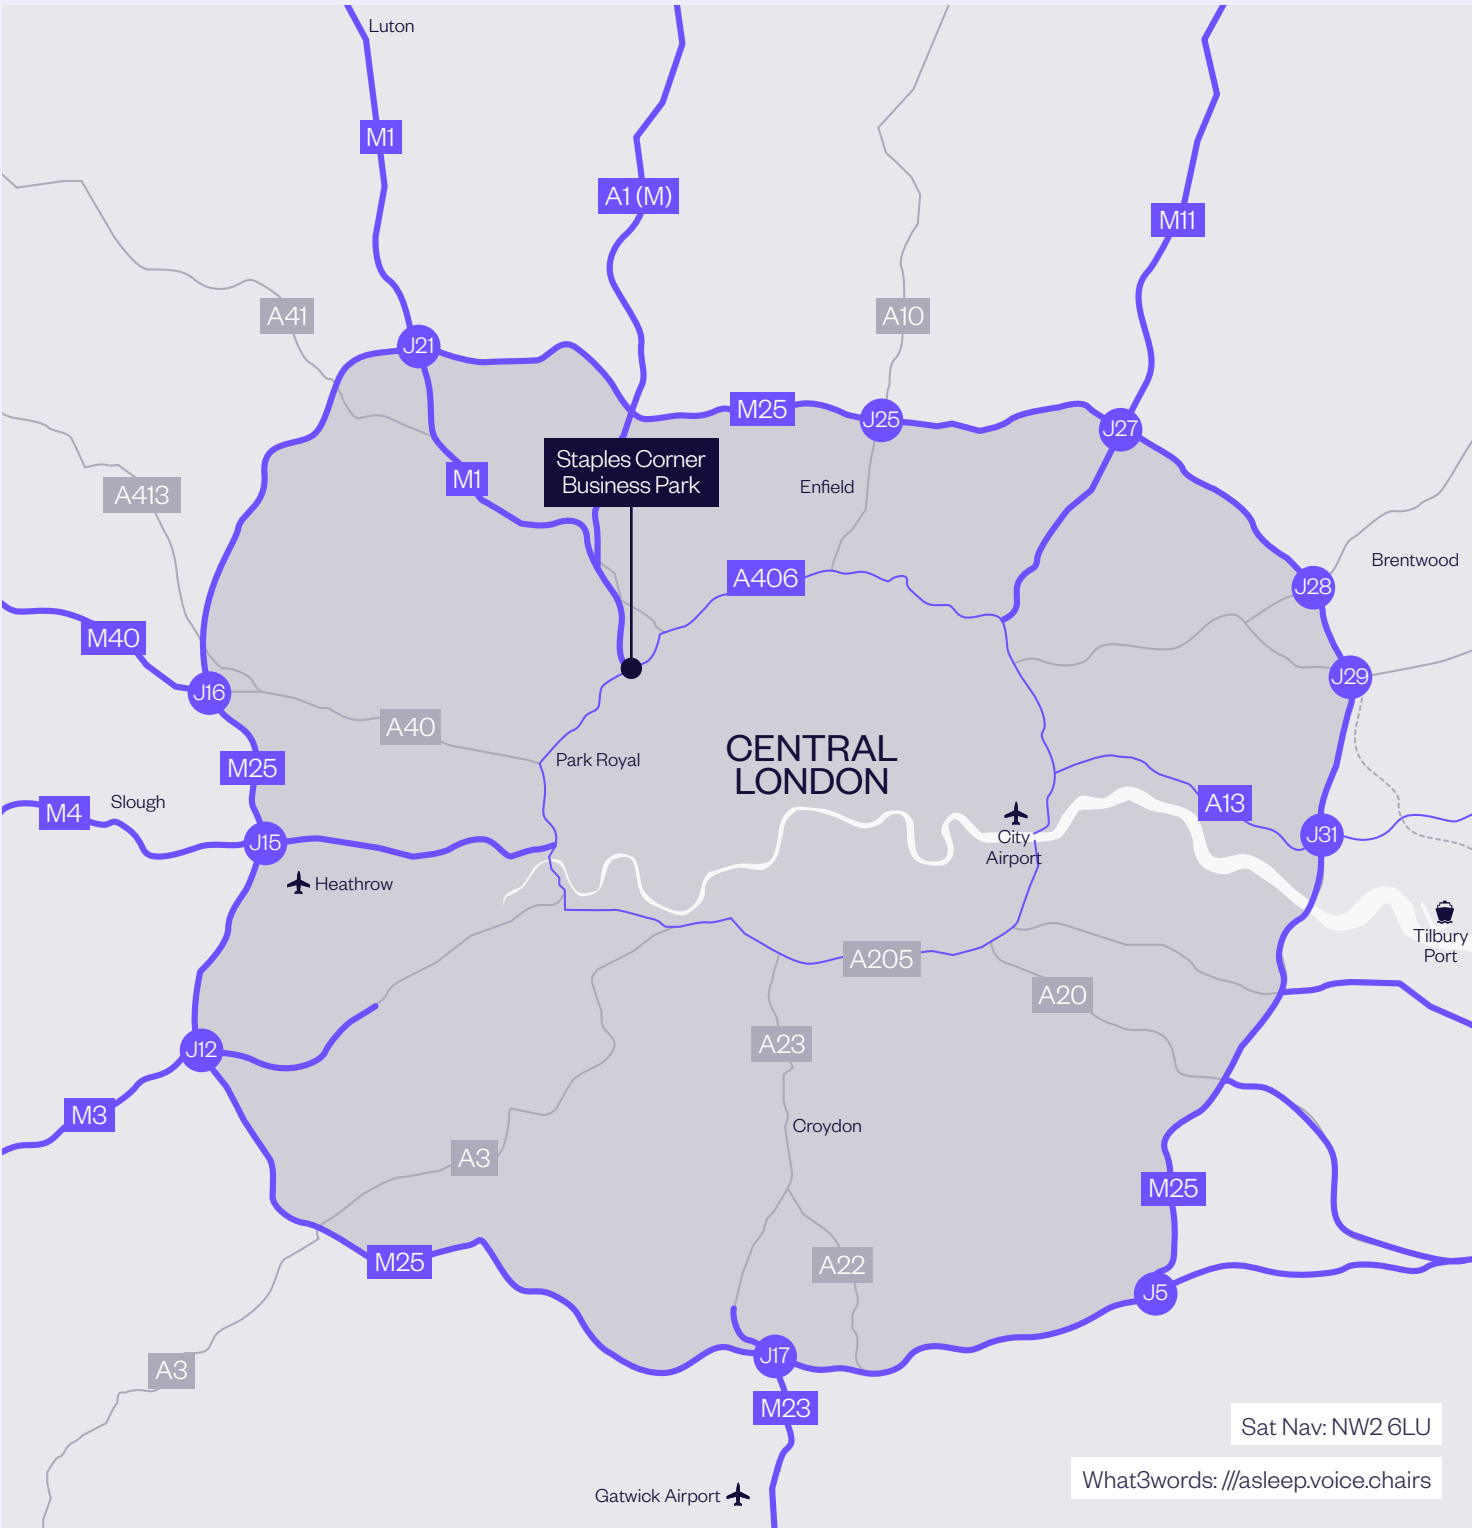 Luton
M1
A1 (M)
M11
A41
A10
J21
M25
J25
J27
Staples Corner
Business Park
M1
A413
Enfield
Brentwood
A406
J28
M40
J29
J16
A40
CENTRAL
LONDON
Park Royal
M25
Slough
M4
A13
City
Airport
J31
J15
Heathrow
Tilbury
Port
A205
A20
A23
J12
M3
Croydon
A3
M25
M25
A22
J5
J17
A3
M23
Sat Nav: NW2 6LU
What3words: ///asleep.voice.chairs
Gatwick Airport